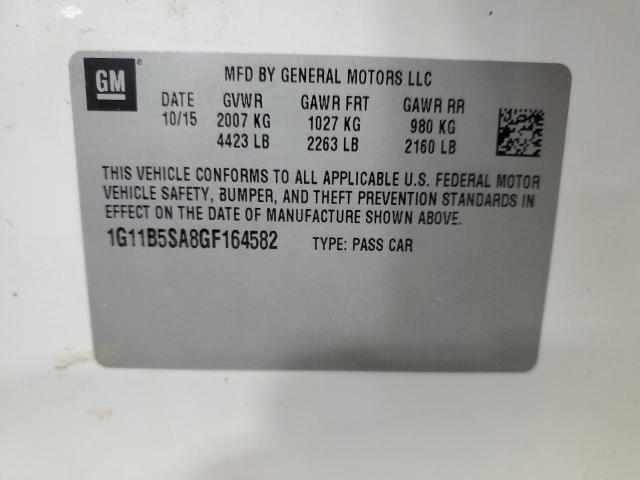 GM ®
MFD BY GENERAL MOTORS LLC
DATE GVWR GAWR FRT GAWR RR
10/15 2007 KG 1027 KG 980 KG
4423 LB 2263 LB 2160 LB
THIS VEHICLE CONFORMS TO ALL APPLICABLE U.S. FEDERAL MOTOR
VEHICLE SAFETY, BUMPER, AND THEFT PREVENTION STANDARDS IN
EFFECT ON THE DATE OF MANUFACTURE SHOWN ABOVE.
1G11B5SA8GF164582 TYPE: PASS CAR